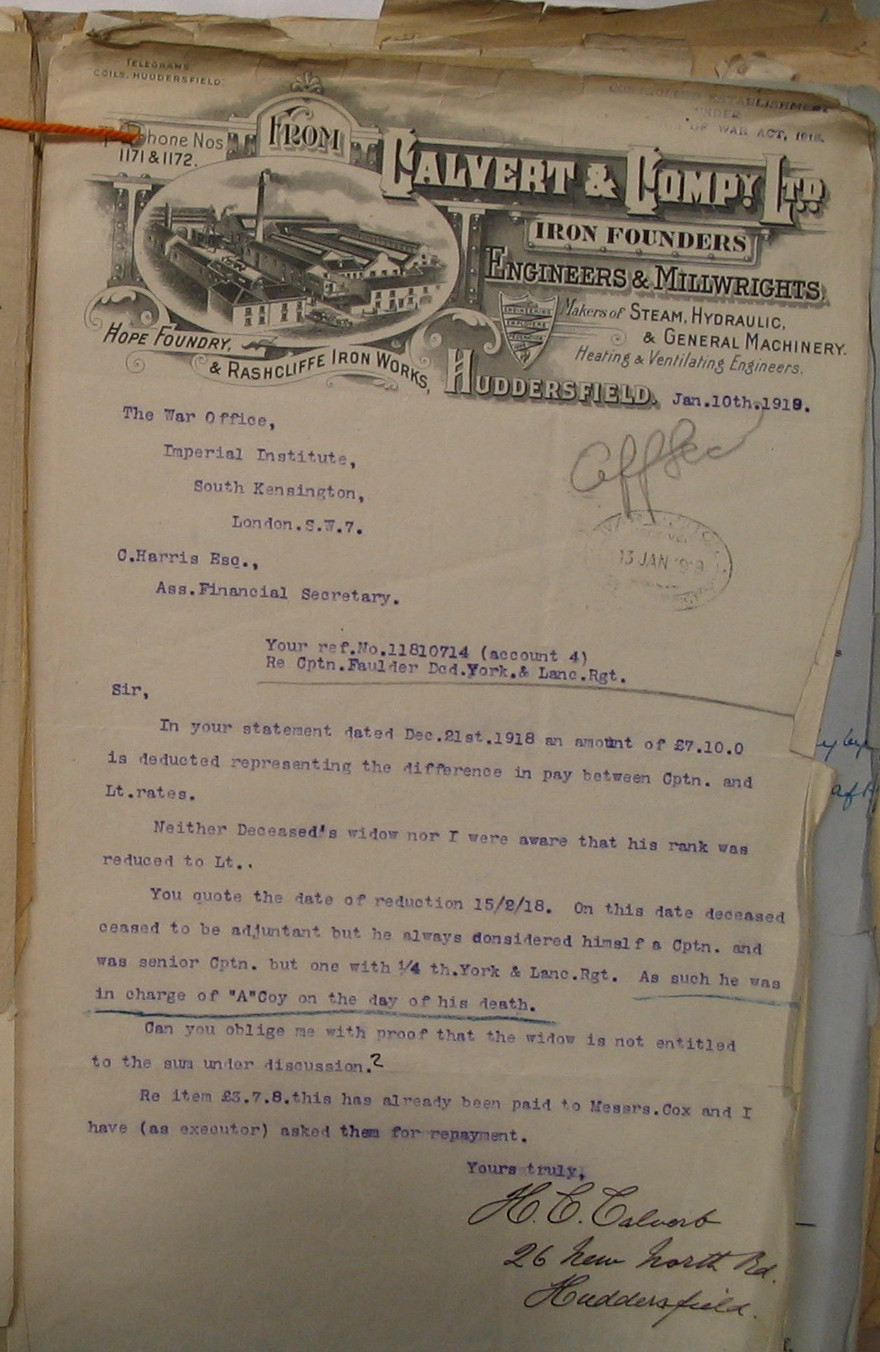 TELEGRAMS
COILS, HUDDERSFIELD.
CONTROLLED ESTABLISHMENT
UNDER
OF WAR ACT, 1915.
phone Nos
1171 & 1172.
FROM
CALVERT & COMPY. LTD.
IRON FOUNDERS
ENGINEERS & MILLWRIGHTS.
Makers of STEAM, HYDRAULIC,
& GENERAL MACHINERY.
Heating & Ventilating Engineers.
HOPE FOUNDRY,
& RASHCLIFFE IRON WORKS,
HUDDERSFIELD.
Jan.10th.1919.
The War Office,
Imperial Institute,
South Kensington,
London.S.W.7.
13 JAN 1919
C.Harris Esq.,
Ass.Financial Secretary.
Your ref.No.11810714 (account 4)
Re Cptn.Faulder Dcd.York.& Lanc.Rgt.
Sir,
In your statement dated Dec.21st.1918 an amount of £7.10.0
is deducted representing the difference in pay between Cptn. and
Lt.rates.
Neither Deceased's widow nor I were aware that his rank was
reduced to Lt..
You quote the date of reduction 15/2/18. On this date deceased
ceased to be adjuntant but he always donsidered himslf a Cptn. and
was senior Cptn. but one with 1/4 th.York & Lanc.Rgt. As such he was
in charge of "A"Coy on the day of his death.
Can you oblige me with proof that the widow is not entitled
to the sum under discussion.?
Re item £3.7.8.this has already been paid to Messrs.Cox and I
have (as executor) asked them for repayment.
Yours truly,
H. C. Calvert
26 New North Rd.
Huddersfield.